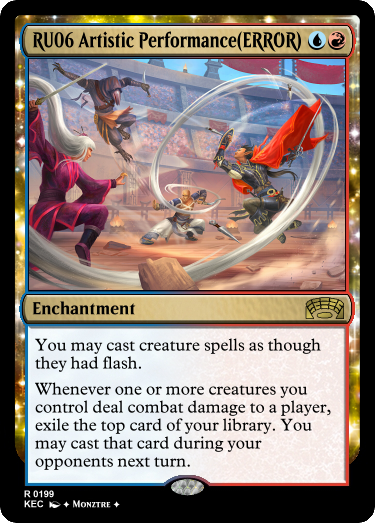 RU06 Artistic Performance(ERROR)
Enchantment
You may cast creature spells as though
they had flash.
Whenever one or more creatures you
control deal combat damage to a player,
exile the top card of your library. You
may cast that card during your
opponents next turn.
R 0199
KEC ✦ Monztre ✦